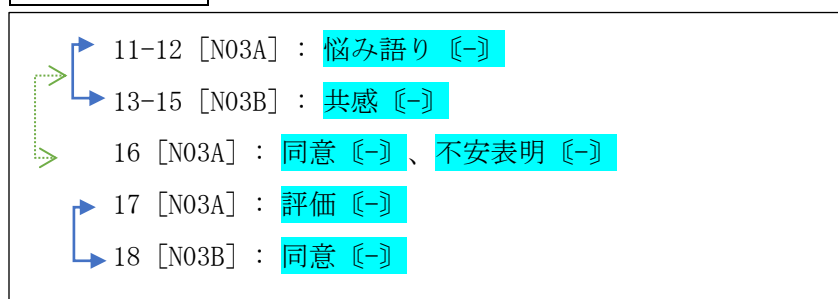 11-12 [N03A] : 悩み語り〔-〕
13-15 [N03B] : 共感〔-〕
16 [N03A] : 同意〔-〕、不安表明〔-〕
17 [N03A] : 評価〔-〕
18 [N03B] : 同意〔-〕